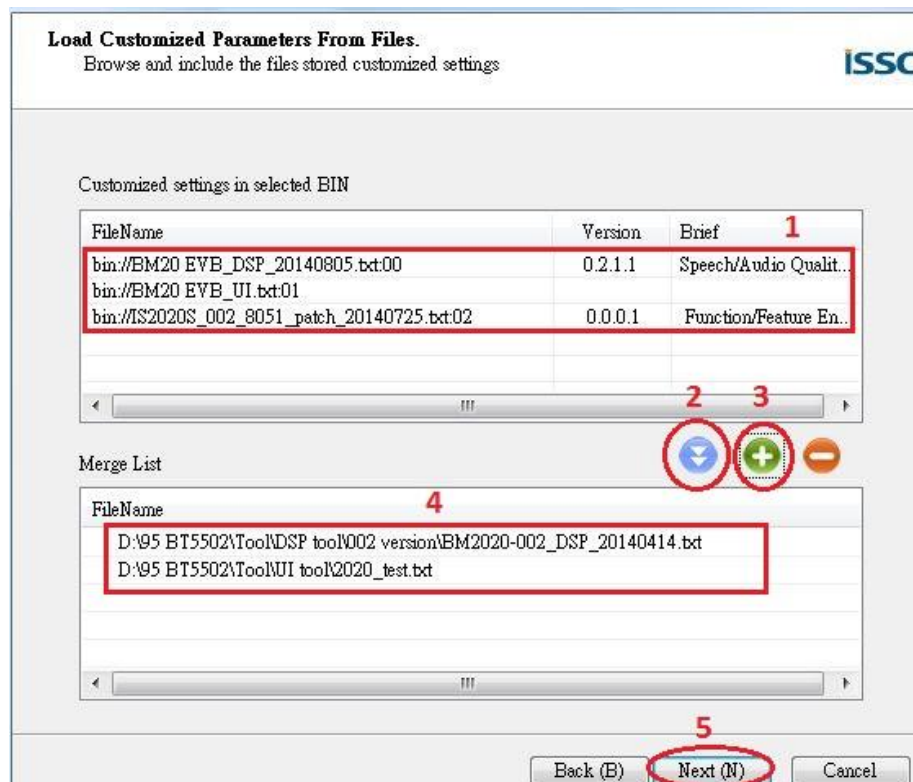 Load Customized Parameters From Files.
Browse and include the files stored customized settings
ISSC
Customized settings in selected BIN
FileName Version Brief 1
bin://BM20 EVB_DSP_20140805.txt:00 0.2.1.1 Speech/Audio Qualit...
bin://BM20 EVB_UI.txt:01
bin://IS2020S_002_8051_patch_20140725.txt:02 0.0.0.1 Function/Feature En...
2 3
Merge List
FileName 4
D:\95 BT5502\Tool\DSP tool\002 version\BM2020-002_DSP_20140414.txt
D:\95 BT5502\Tool\UI tool\2020_test.txt
5
Back (B) Next (N) Cancel